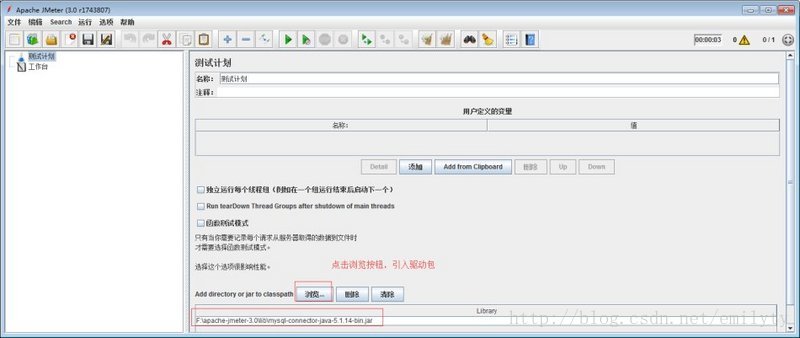 Apache JMeter (3.0 r1743807)
文件 编辑 Search 运行 选项 帮助
00:00:03 0 0 / 1
测试计划
工作台
测试计划
名称： 测试计划
注释：
用户定义的变量
名称： 值
Detail 添加 Add from Clipboard 删除 Up Down
独立运行每个线程组（例如在一个组运行结束后启动下一个）
Run tearDown Thread Groups after shutdown of main threads
函数测试模式
只有当你需要记录每个请求从服务器取得的数据到文件时
才需要选择函数测试模式。
选择这个选项很影响性能。
点击浏览按钮，引入驱动包
Add directory or jar to classpath 浏览... 删除 清除
Library
F:\apache-jmeter-3.0\lib\mysql-connector-java-5.1.14-bin.jar
http://blog.csdn.net/emilyty